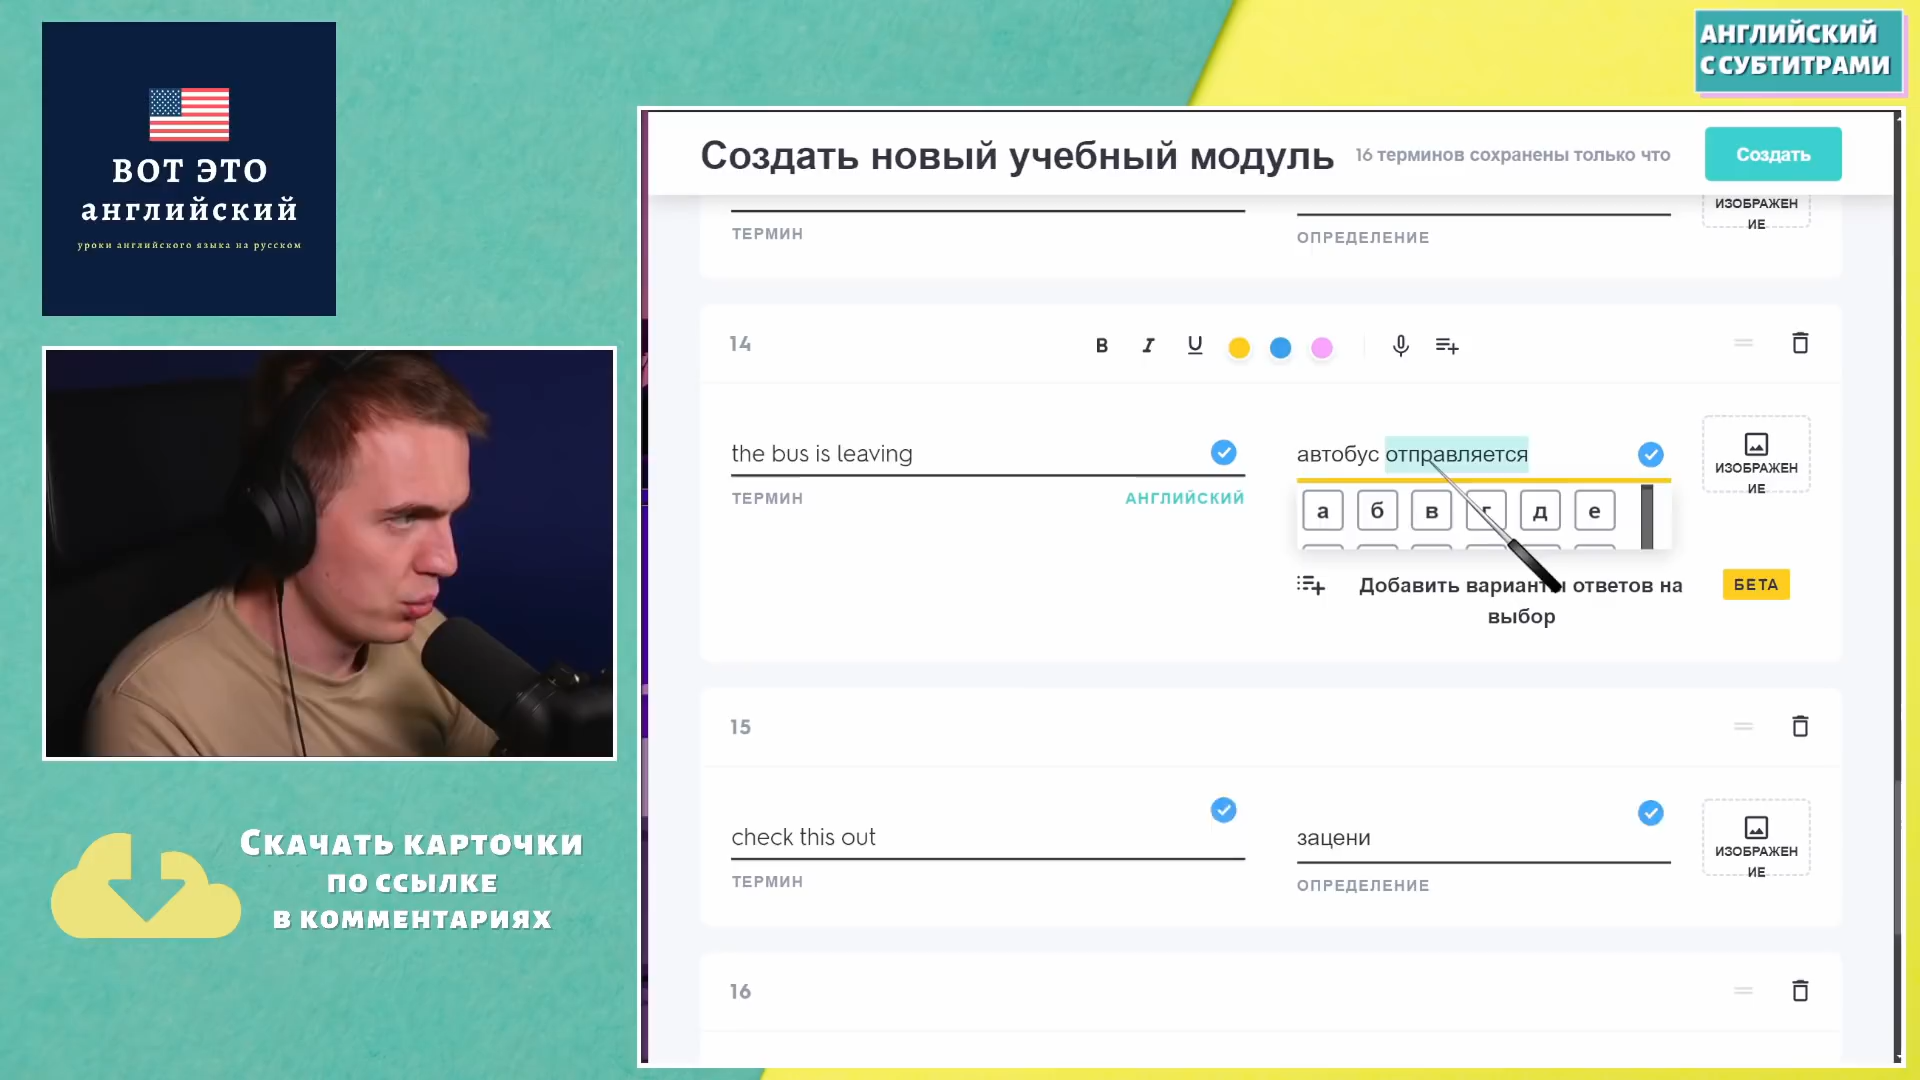 ВОТ ЭТО
английский
уроки английского языка на русском
АНГЛИЙСКИЙ
С СУБТИТРАМИ
Создать новый учебный модуль
16 терминов сохранены только что
Создать
ТЕРМИН
ОПРЕДЕЛЕНИЕ
ИЗОБРАЖЕН
ИЕ
14
B I U
the bus is leaving
автобус отправляется
ТЕРМИН
АНГЛИЙСКИЙ
ИЗОБРАЖЕН
ИЕ
а б в г д е
Добавить варианты ответов на
выбор
БЕТА
15
check this out
зацени
ТЕРМИН
ОПРЕДЕЛЕНИЕ
ИЗОБРАЖЕН
ИЕ
16
Скачать карточки
по ссылке
в комментариях